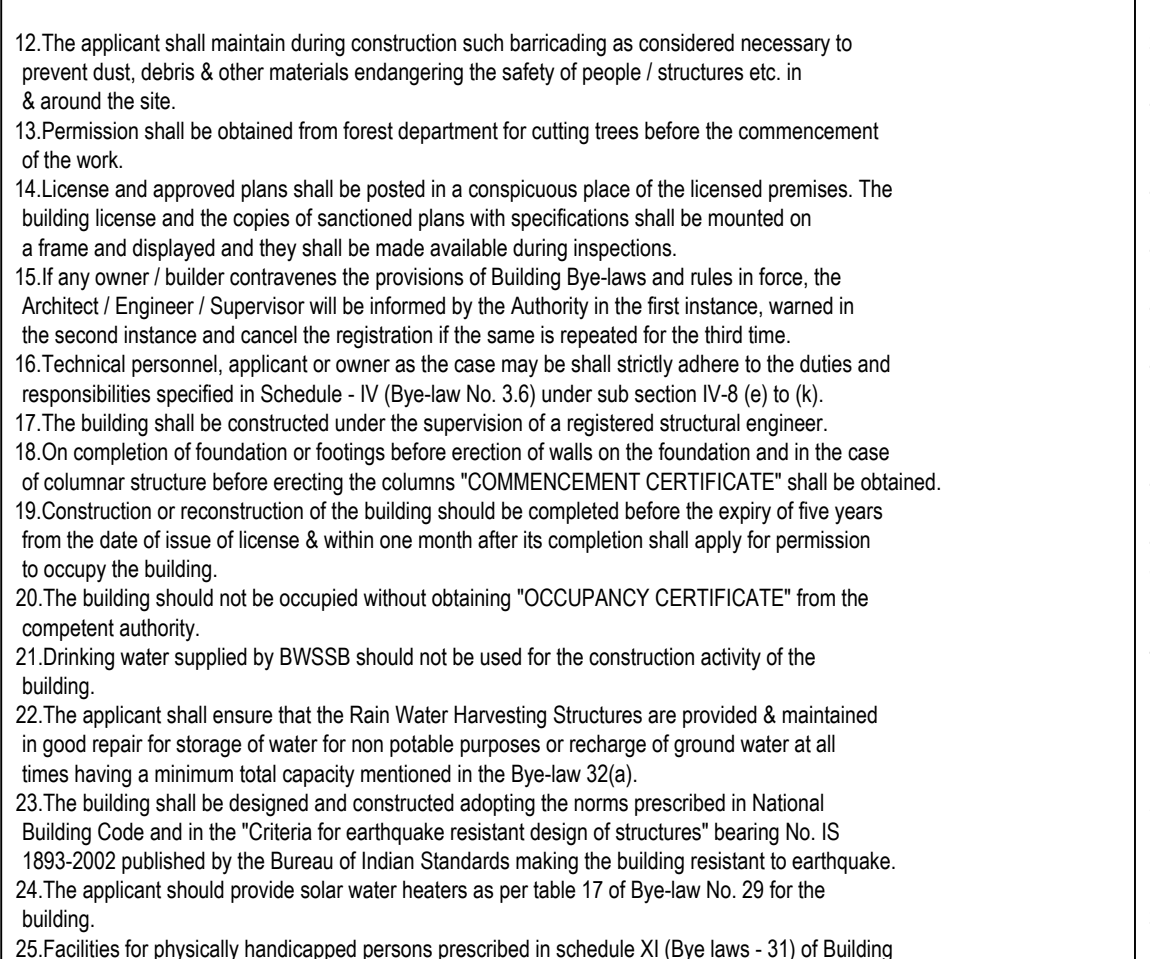 12.The applicant shall maintain during construction such barricading as considered necessary to
prevent dust, debris & other materials endangering the safety of people / structures etc. in
& around the site.
13.Permission shall be obtained from forest department for cutting trees before the commencement
of the work.
14.License and approved plans shall be posted in a conspicuous place of the licensed premises. The
building license and the copies of sanctioned plans with specifications shall be mounted on
a frame and displayed and they shall be made available during inspections.
15.If any owner / builder contravenes the provisions of Building Bye-laws and rules in force, the
Architect / Engineer / Supervisor will be informed by the Authority in the first instance, warned in
the second instance and cancel the registration if the same is repeated for the third time.
16.Technical personnel, applicant or owner as the case may be shall strictly adhere to the duties and
responsibilities specified in Schedule - IV (Bye-law No. 3.6) under sub section IV-8 (e) to (k).
17.The building shall be constructed under the supervision of a registered structural engineer.
18.On completion of foundation or footings before erection of walls on the foundation and in the case
of columnar structure before erecting the columns "COMMENCEMENT CERTIFICATE" shall be obtained.
19.Construction or reconstruction of the building should be completed before the expiry of five years
from the date of issue of license & within one month after its completion shall apply for permission
to occupy the building.
20.The building should not be occupied without obtaining "OCCUPANCY CERTIFICATE" from the
competent authority.
21.Drinking water supplied by BWSSB should not be used for the construction activity of the
building.
22.The applicant shall ensure that the Rain Water Harvesting Structures are provided & maintained
in good repair for storage of water for non potable purposes or recharge of ground water at all
times having a minimum total capacity mentioned in the Bye-law 32(a).
23.The building shall be designed and constructed adopting the norms prescribed in National
Building Code and in the "Criteria for earthquake resistant design of structures" bearing No. IS
1893-2002 published by the Bureau of Indian Standards making the building resistant to earthquake.
24.The applicant should provide solar water heaters as per table 17 of Bye-law No. 29 for the
building.
25.Facilities for physically handicapped persons prescribed in schedule XI (Bye laws - 31) of Building